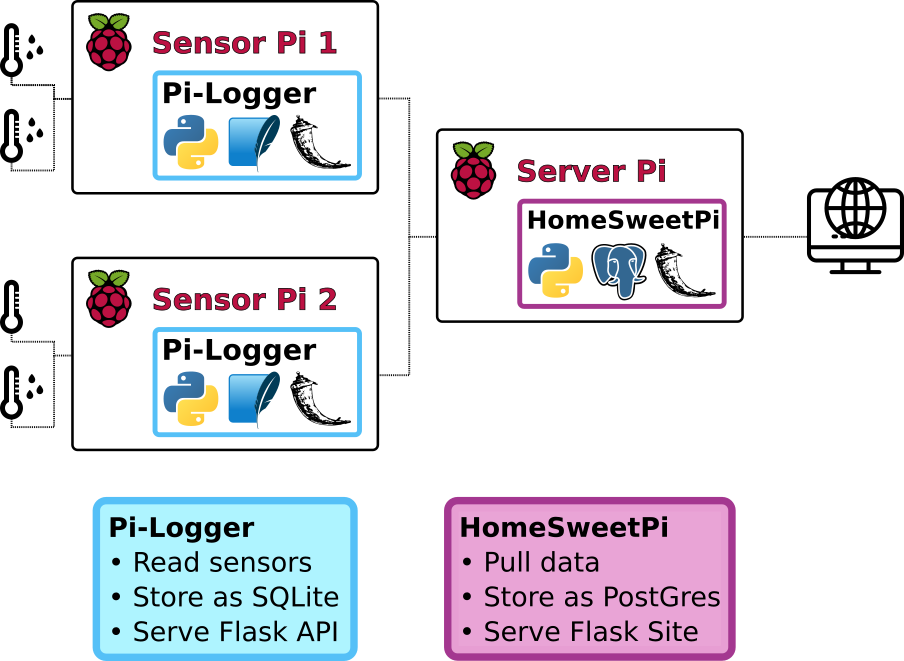 Sensor Pi 1
Pi-Logger
Sensor Pi 2
Pi-Logger
Server Pi
HomeSweetPi
Pi-Logger
• Read sensors
• Store as SQLite
• Serve Flask API
HomeSweetPi
• Pull data
• Store as PostGres
• Serve Flask Site